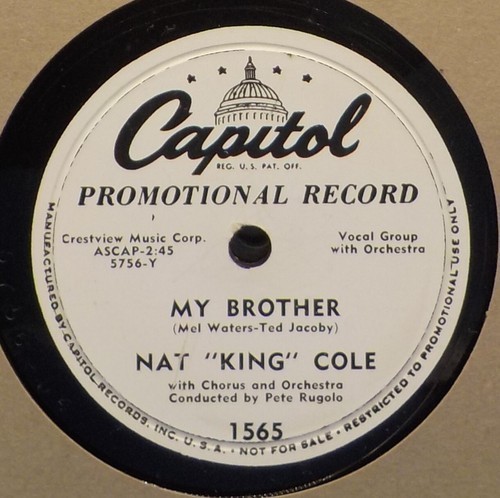 Capitol
REG. U.S. PAT. OFF.
PROMOTIONAL RECORD
Crestview Music Corp.
ASCAP-2:45
5756-Y
Vocal Group
with Orchestra
MY BROTHER
(Mel Waters-Ted Jacoby)
NAT "KING" COLE
with Chorus and Orchestra
Conducted by Pete Rugolo
1565
MANUFACTURED BY CAPITOL RECORDS, INC. U.S.A. • NOT FOR SALE • RESTRICTED TO PROMOTIONAL USE ONLY